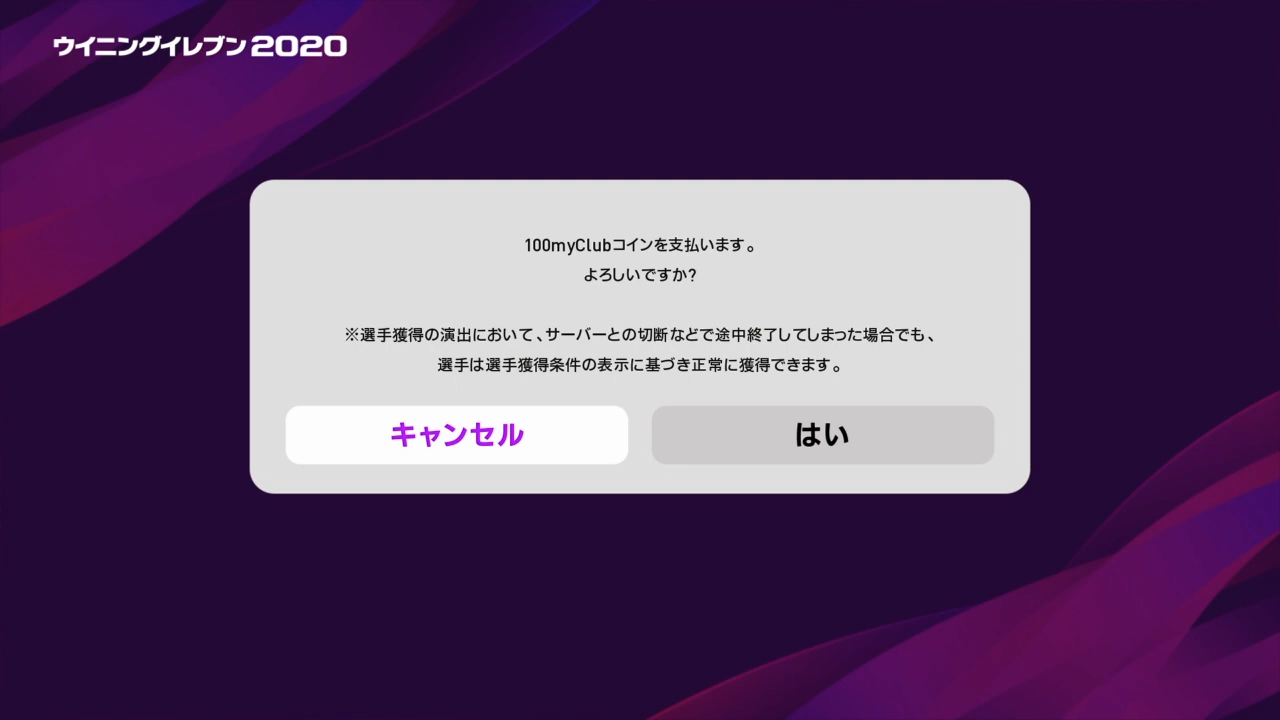 ウイニングイレブン 2020
100myClubコインを支払います。
よろしいですか?
※選手獲得の演出において、サーバーとの切断などで途中終了してしまった場合でも、
選手は選手獲得条件の表示に基づき正常に獲得できます。
キャンセル
はい